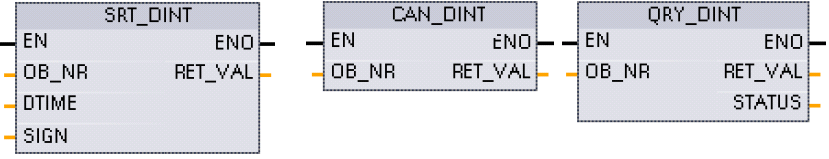 SRT_DINT
EN ENO
OB_NR RET_VAL
DTIME
SIGN
CAN_DINT
EN ENO
OB_NR RET_VAL
QRY_DINT
EN ENO
OB_NR RET_VAL
STATUS